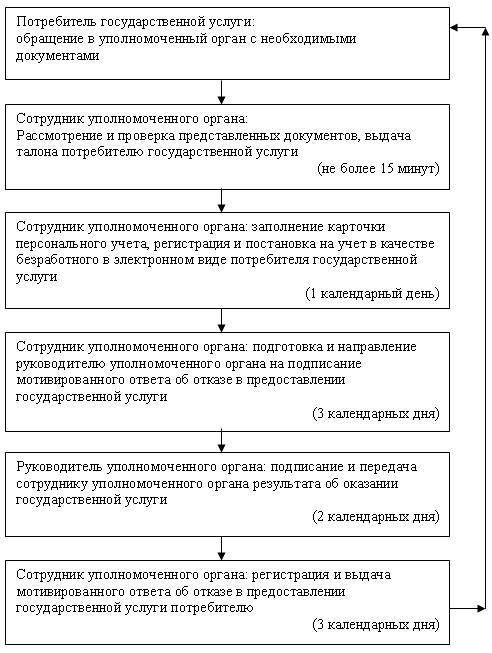 Потребитель государственной услуги:
обращение в уполномоченный орган с необходимыми
документами
Сотрудник уполномоченного органа:
Рассмотрение и проверка представленных документов, выдача
талона потребителю государственной услуги
(не более 15 минут)
Сотрудник уполномоченного органа: заполнение карточки
персонального учета, регистрация и постановка на учет в качестве
безработного в электронном виде потребителя государственной
услуги
(1 календарный день)
Сотрудник уполномоченного органа: подготовка и направление
руководителю уполномоченного органа на подписание
мотивированного ответа об отказе в предоставлении
государственной услуги
(3 календарных дня)
Руководитель уполномоченного органа: подписание и передача
сотруднику уполномоченного органа результата об оказании
государственной услуги
(2 календарных дня)
Сотрудник уполномоченного органа: регистрация и выдача
мотивированного ответа об отказе в предоставлении
государственной услуги потребителю
(3 календарных дня)